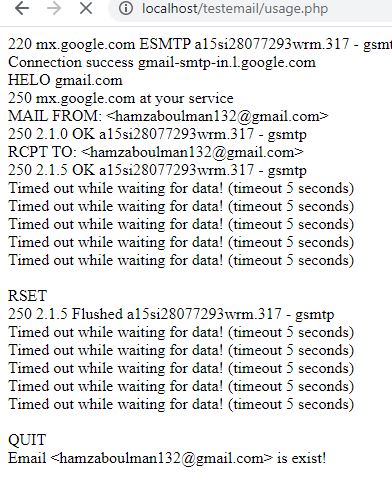 localhost/testemail/usage.php
220 mx.google.com ESMTP a15si28077293wrm.317 - gsmt
Connection success gmail-smtp-in.l.google.com
HELO gmail.com
250 mx.google.com at your service
MAIL FROM: <hamzaboulman132@gmail.com>
250 2.1.0 OK a15si28077293wrm.317 - gsmtp
RCPT TO: <hamzaboulman132@gmail.com>
250 2.1.5 OK a15si28077293wrm.317 - gsmtp
Timed out while waiting for data! (timeout 5 seconds)
Timed out while waiting for data! (timeout 5 seconds)
Timed out while waiting for data! (timeout 5 seconds)
Timed out while waiting for data! (timeout 5 seconds)
Timed out while waiting for data! (timeout 5 seconds)
RSET
250 2.1.5 Flushed a15si28077293wrm.317 - gsmtp
Timed out while waiting for data! (timeout 5 seconds)
Timed out while waiting for data! (timeout 5 seconds)
Timed out while waiting for data! (timeout 5 seconds)
Timed out while waiting for data! (timeout 5 seconds)
Timed out while waiting for data! (timeout 5 seconds)
QUIT
Email <hamzaboulman132@gmail.com> is exist!